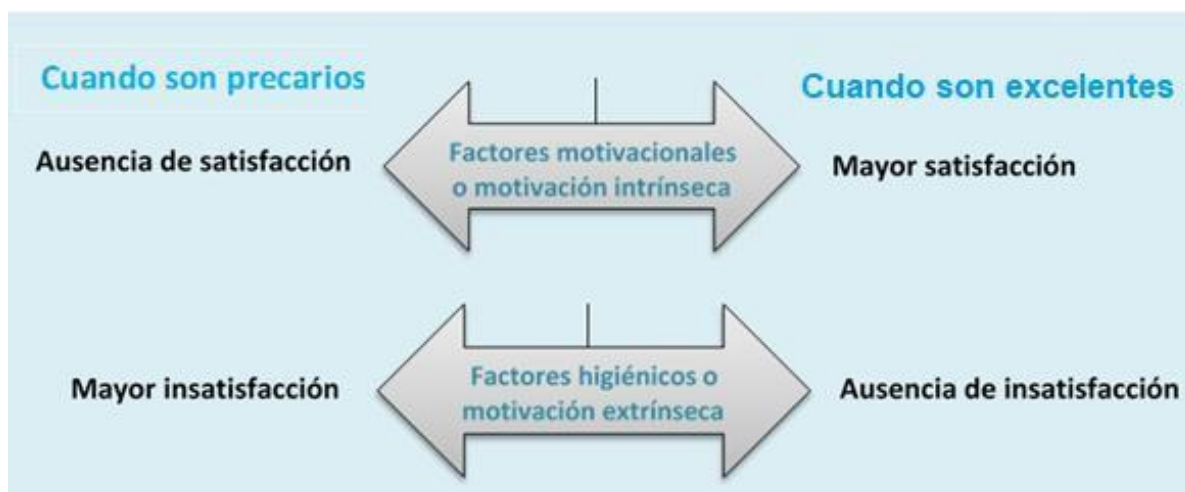 Cuando son precarios
Cuando son excelentes
Ausencia de satisfacción
Factores motivacionales
o motivación intrínseca
Mayor satisfacción
Mayor insatisfacción
Factores higiénicos o
motivación extrínseca
Ausencia de insatisfacción